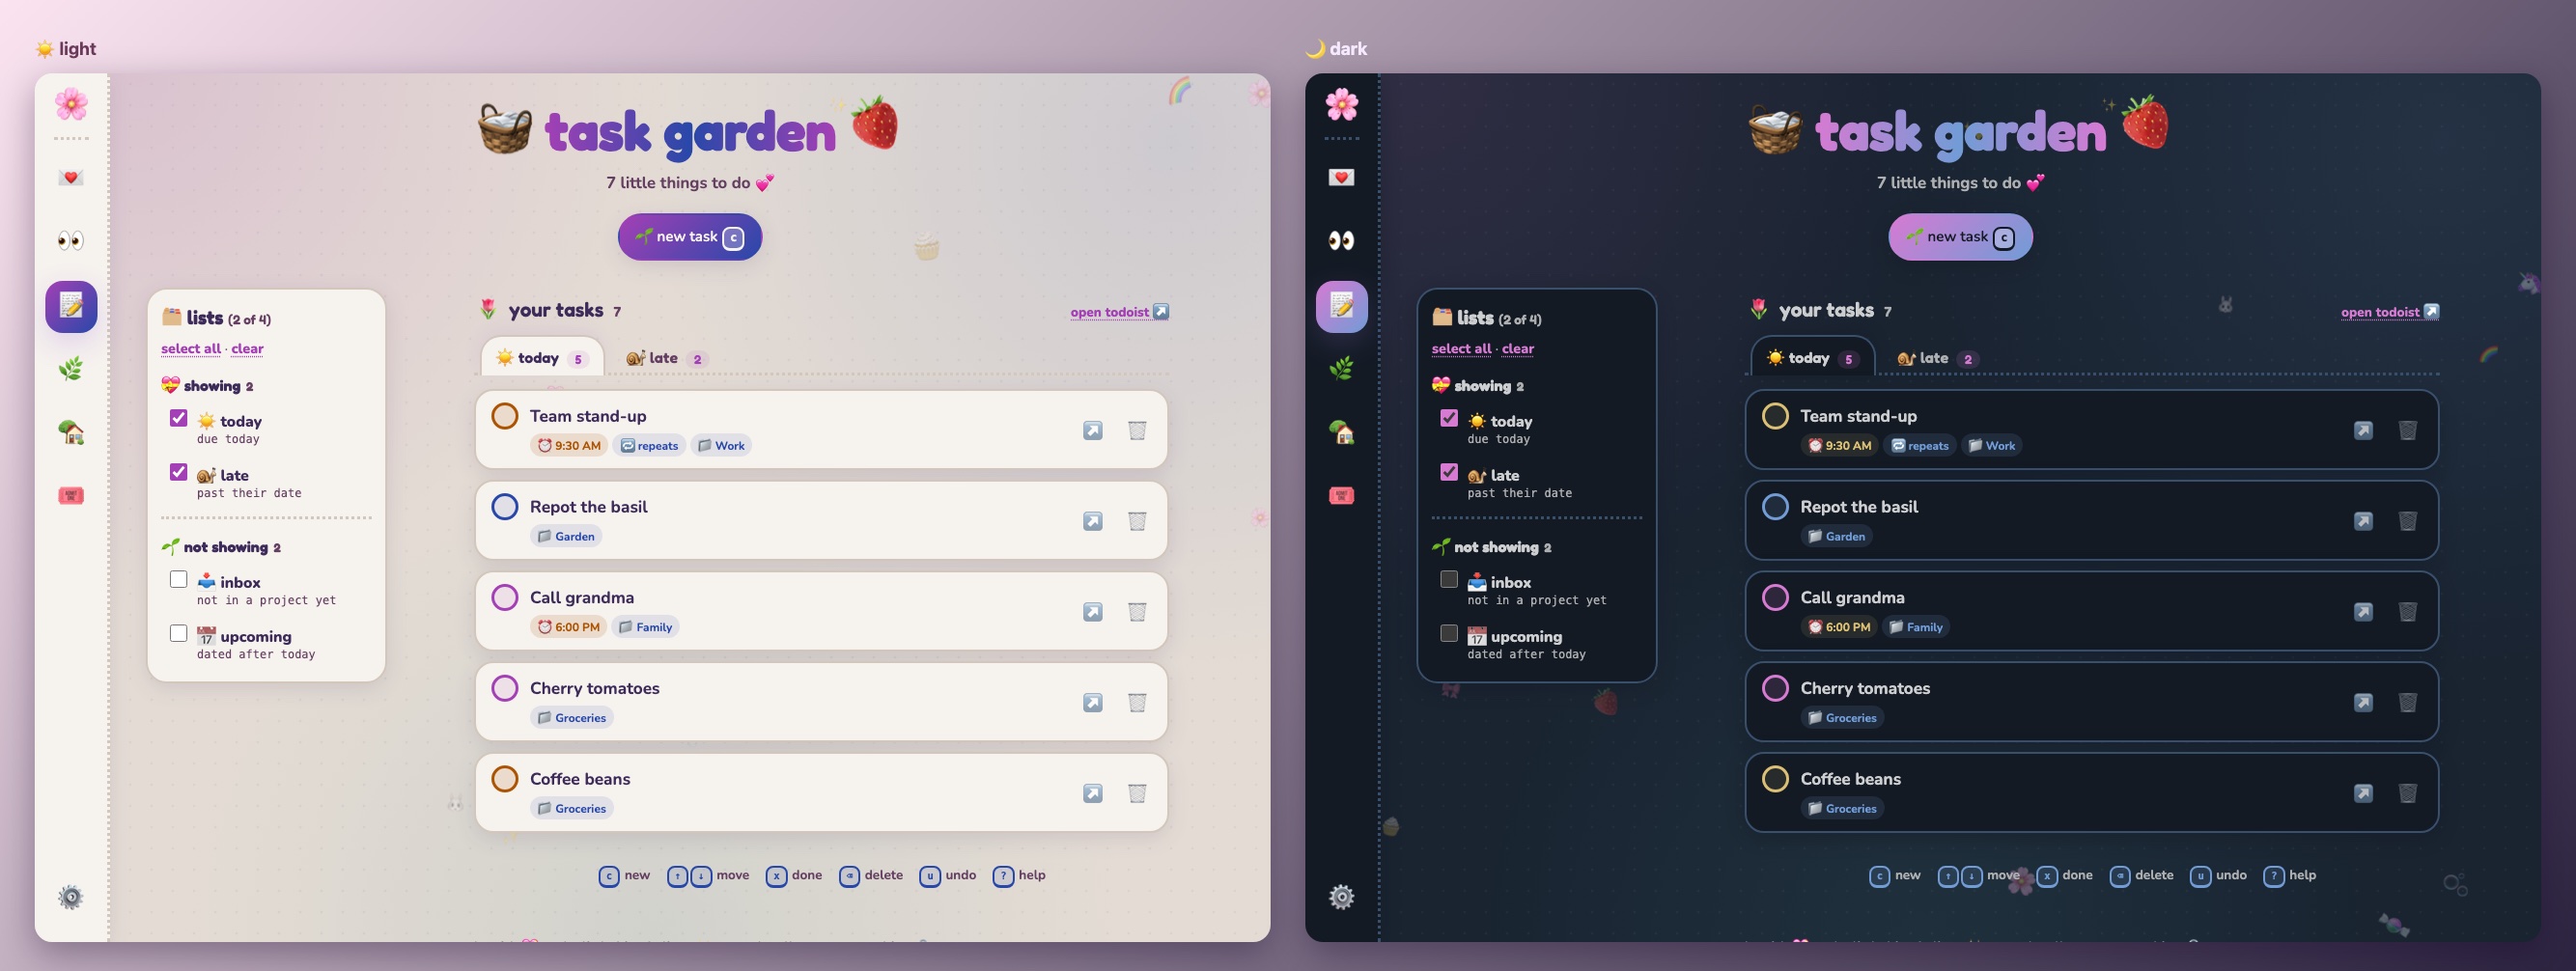 light
task garden
7 little things to do
new task c
lists (2 of 4)
select all · clear
showing 2
today
due today
late
past their date
not showing 2
inbox
not in a project yet
upcoming
dated after today
your tasks 7
open todoist
today 5
late 2
Team stand-up
9:30 AM repeats Work
Repot the basil
Garden
Call grandma
6:00 PM Family
Cherry tomatoes
Groceries
Coffee beans
Groceries
c new ↑ ↓ move x done ⌫ delete u undo ? help
dark
task garden
7 little things to do
new task c
lists (2 of 4)
select all · clear
showing 2
today
due today
late
past their date
not showing 2
inbox
not in a project yet
upcoming
dated after today
your tasks 7
open todoist
today 5
late 2
Team stand-up
9:30 AM repeats Work
Repot the basil
Garden
Call grandma
6:00 PM Family
Cherry tomatoes
Groceries
Coffee beans
Groceries
c new ↑ ↓ move x done ⌫ delete u undo ? help